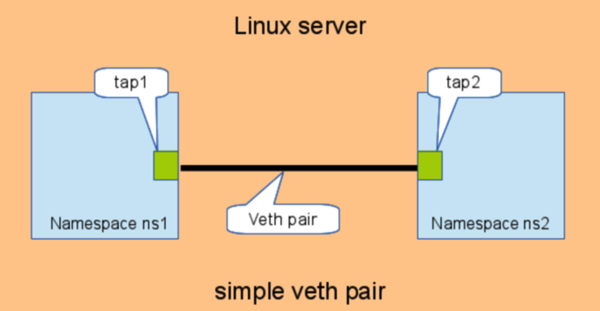 Linux server
tap1
tap2
Veth pair
Namespace ns1
Namespace ns2
simple veth pair